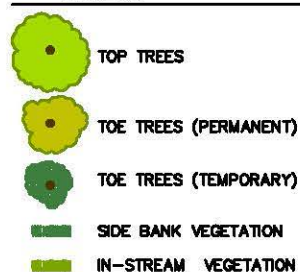 TOP TREES
TOE TREES (PERMANENT)
TOE TREES (TEMPORARY)
SIDE BANK VEGETATION
IN-STREAM VEGETATION